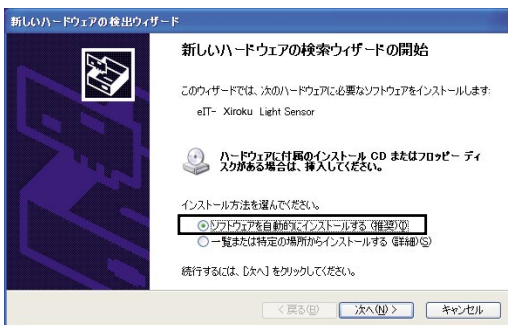 新しいハードウェアの検出ウィザード
新しいハードウェアの検索ウィザードの開始
このウィザードでは、次のハードウェアに必要なソフトウェアをインストールします:
eIT- Xiroku Light Sensor
ハードウェアに付属のインストール CD またはフロッピー ディ
スクがある場合は、挿入してください。
インストール方法を選んでください。
ソフトウェアを自動的にインストールする (推奨)(I)
一覧または特定の場所からインストールする (詳細)(S)
続行するには、[次へ] をクリックしてください。
< 戻る(B) 次へ(N) > キャンセル